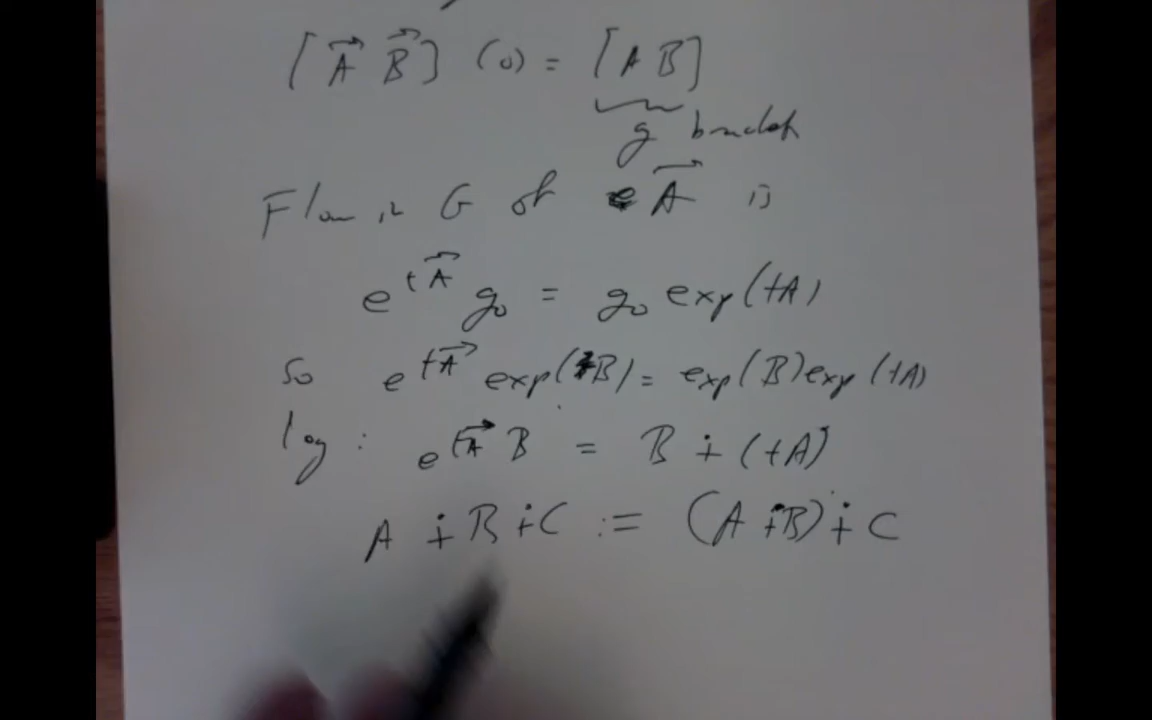 [A⃗ B⃗] (0) = [A B]
g bracket
Flow in G of A⃗ is
e^{tA⃗} g₀ = g₀ exp(tA)
So e^{tA⃗} exp(B) = exp(B) exp(tA)
log: e^{tA⃗} B = B ∔ (tA)
A ∔ B ∔ C := (A ∔ B) ∔ C